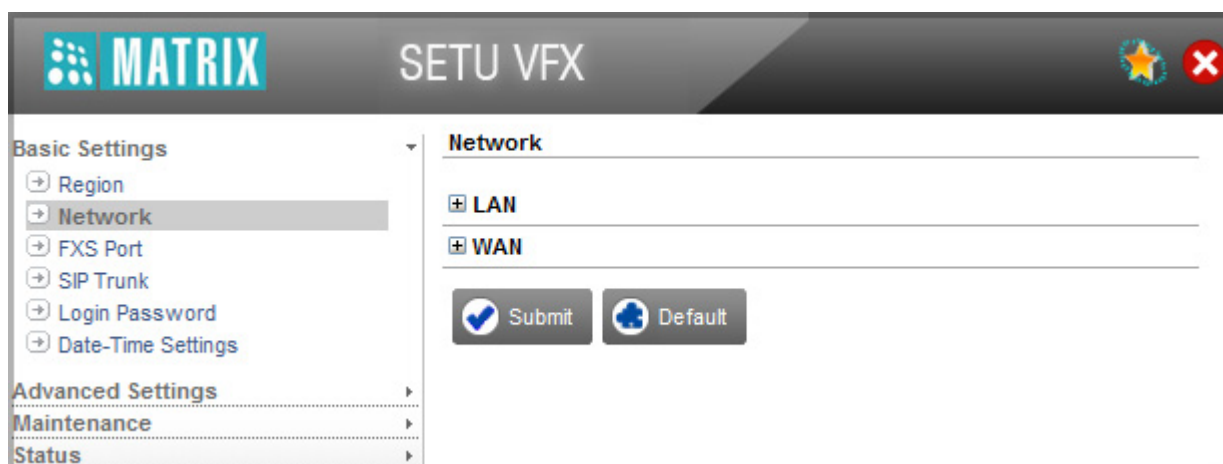 MATRIX
SETU VFX
Basic Settings
Region
Network
FXS Port
SIP Trunk
Login Password
Date-Time Settings
Advanced Settings
Maintenance
Status
Network
LAN
WAN
Submit
Default